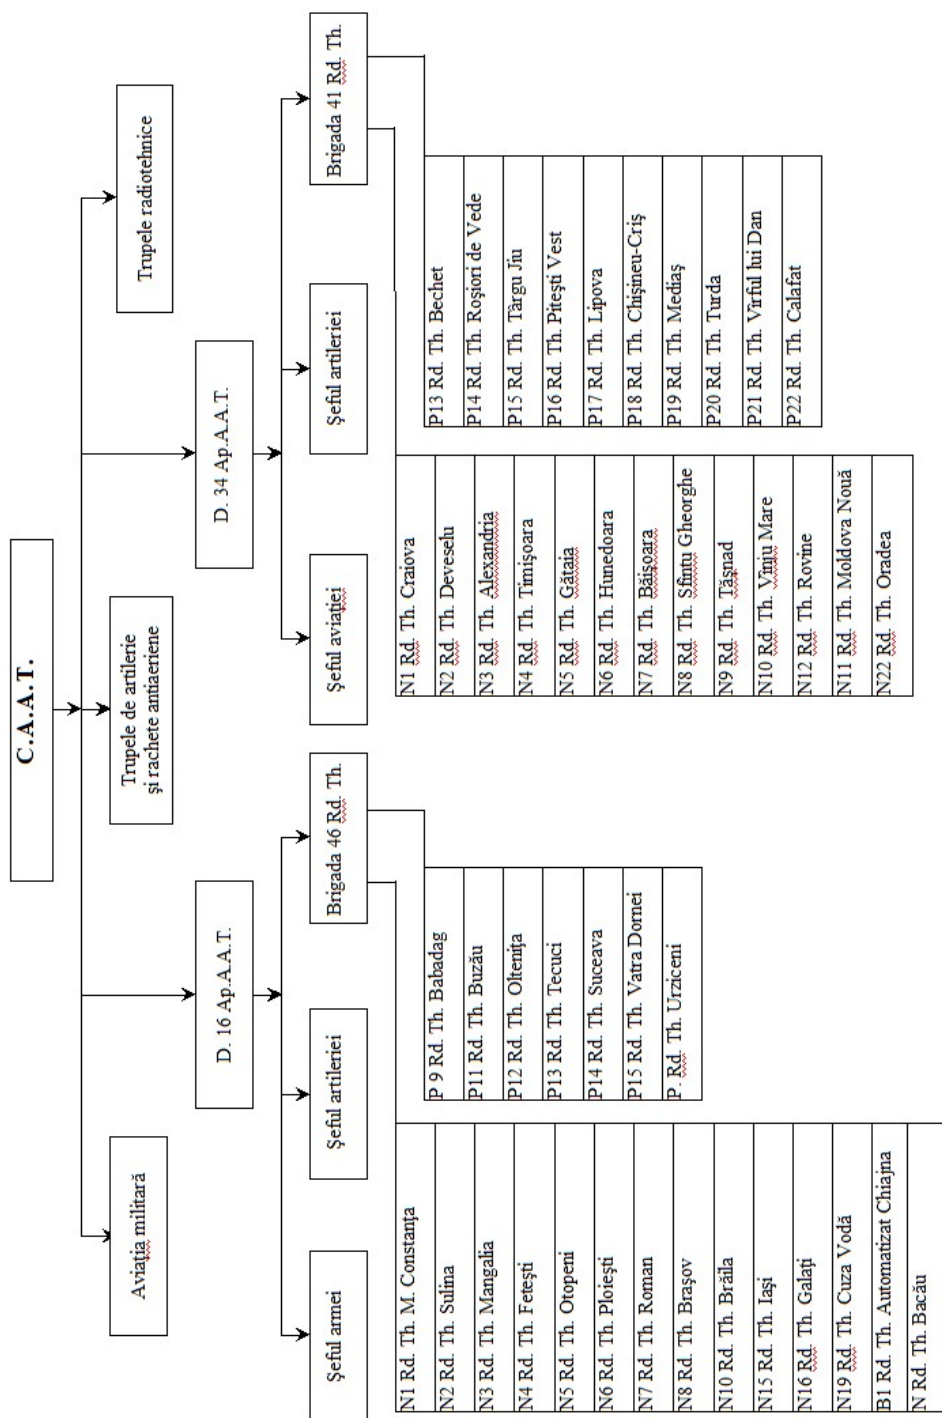 C.A.A.T.
Aviația militară
Trupele de artilerie
și rachete antiaeriene
Trupele radiotehnice
D. 16 Ap.A.A.T.
D. 34 Ap.A.A.T.
Șeful armei
Șeful artileriei
Brigada 46 Rd. Th.
Șeful aviației
Șeful artileriei
Brigada 41 Rd. Th.
N1 Rd. Th. M. Constanța
N2 Rd. Th. Sulina
N3 Rd. Th. Mangalia
N4 Rd. Th. Fetești
N5 Rd. Th. Otopeni
N6 Rd. Th. Ploiești
N7 Rd. Th. Roman
N8 Rd. Th. Brașov
N10 Rd. Th. Brăila
N15 Rd. Th. Iași
N16 Rd. Th. Galați
N19 Rd. Th. Cuza Vodă
B1 Rd. Th. Automatizat Chiajna
N Rd. Th. Bacău
P 9 Rd. Th. Babadag
P11 Rd. Th. Buzău
P12 Rd. Th. Oltenița
P13 Rd. Th. Tecuci
P14 Rd. Th. Suceava
P15 Rd. Th. Vatra Dornei
P. Rd. Th. Urziceni
N1 Rd. Th. Craiova
N2 Rd. Th. Deveselu
N3 Rd. Th. Alexandria
N4 Rd. Th. Timișoara
N5 Rd. Th. Gătaia
N6 Rd. Th. Hunedoara
N7 Rd. Th. Băișoara
N8 Rd. Th. Sfintu Gheorghe
N9 Rd. Th. Tășnad
N10 Rd. Th. Vinju Mare
N12 Rd. Th. Rovine
N11 Rd. Th. Moldova Nouă
N22 Rd. Th. Oradea
P13 Rd. Th. Bechet
P14 Rd. Th. Roșiori de Vede
P15 Rd. Th. Târgu Jiu
P16 Rd. Th. Pitești Vest
P17 Rd. Th. Lipova
P18 Rd. Th. Chișineu-Criș
P19 Rd. Th. Mediaș
P20 Rd. Th. Turda
P21 Rd. Th. Virful lui Dan
P22 Rd. Th. Calafat